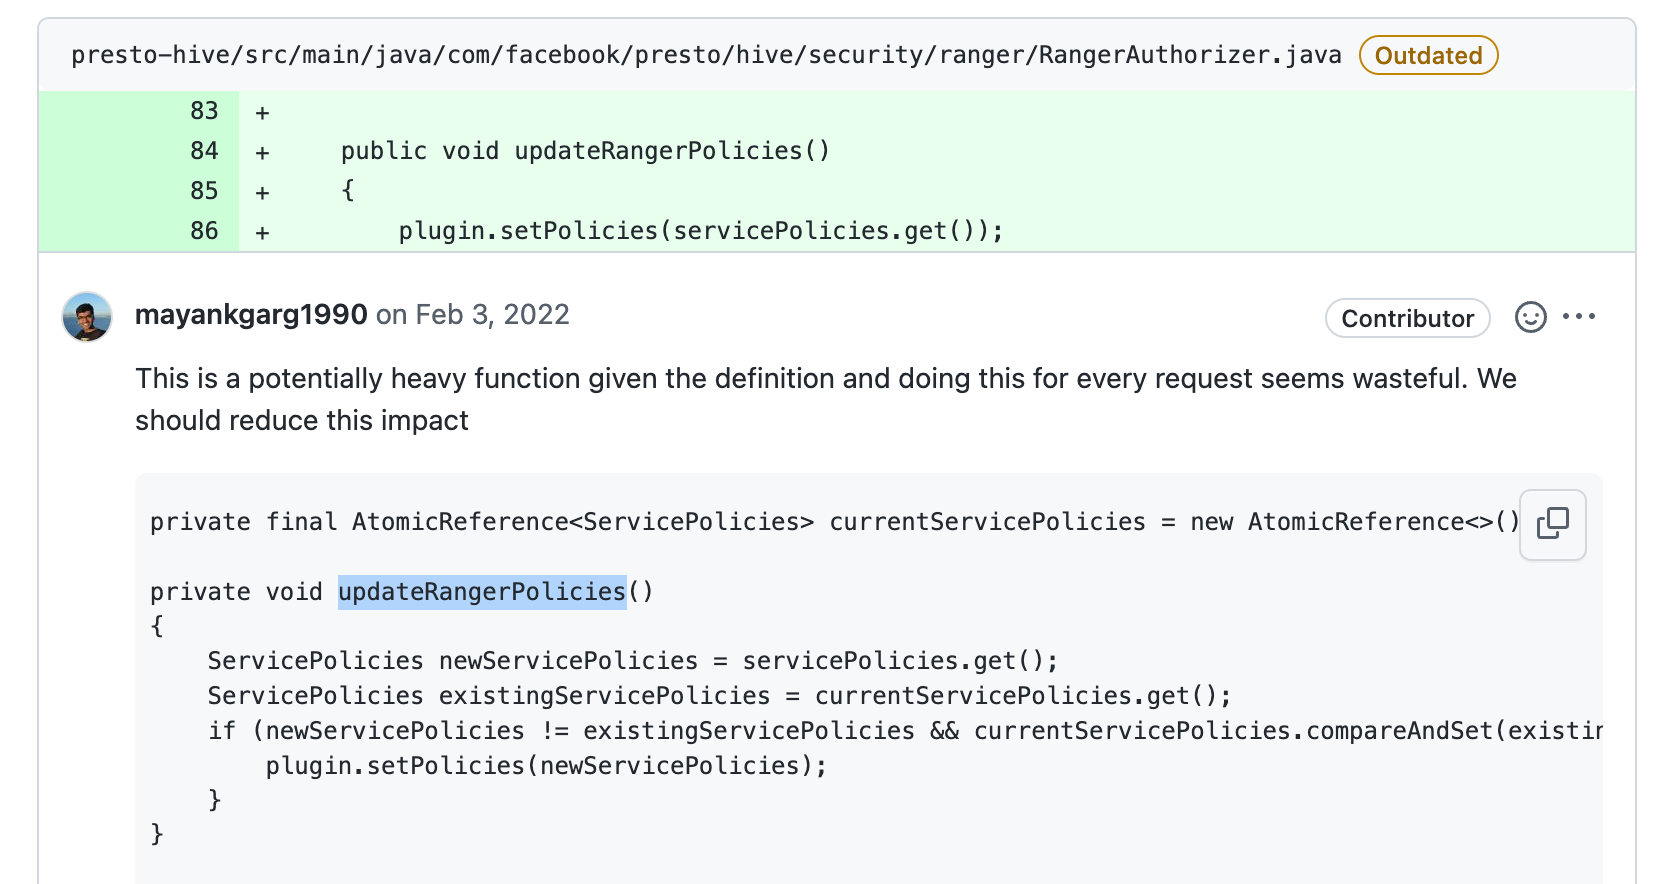 presto-hive/src/main/java/com/facebook/presto/hive/security/ranger/RangerAuthorizer.java Outdated
83 +
84 + public void updateRangerPolicies()
85 + {
86 + plugin.setPolicies(servicePolicies.get());
mayankgarg1990 on Feb 3, 2022 Contributor
This is a potentially heavy function given the definition and doing this for every request seems wasteful. We
should reduce this impact
private final AtomicReference<ServicePolicies> currentServicePolicies = new AtomicReference<>()
private void updateRangerPolicies()
{
ServicePolicies newServicePolicies = servicePolicies.get();
ServicePolicies existingServicePolicies = currentServicePolicies.get();
if (newServicePolicies != existingServicePolicies && currentServicePolicies.compareAndSet(existin
plugin.setPolicies(newServicePolicies);
}
}